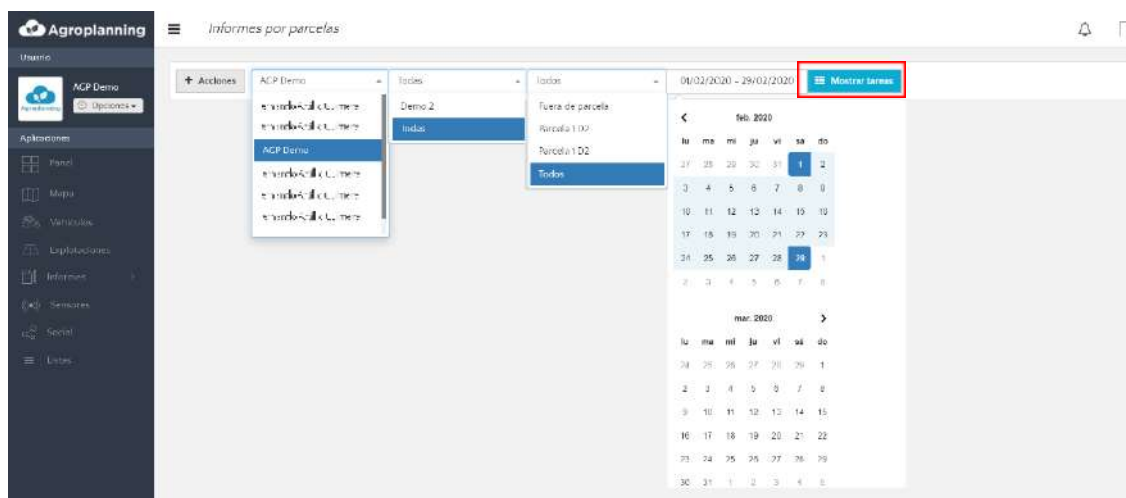 Agroplanning
Informes por parcelas
Usuario
AGP Demo
Opciones
Aplicaciones
Panel
Mapa
Vehículos
Explotaciones
Informes
Sensores
Social
Listes
+ Acciones
AGP Demo
AGP Demo
Todas
Demo 2
Todas
Todos
Fuera de parcela
Parcela 1 D2
Parcela 1 D2
Todos
01/02/2020 - 29/02/2020
Mostrar tareas
feb. 2020
lu ma mi ju vi sa do
27 28 29 30 31 1 2
3 4 5 6 7 8 9
10 11 12 13 14 15 16
17 18 19 20 21 22 23
24 25 26 27 28 29 1
2 3 4 5 6 7 8
mar. 2020
lu ma mi ju vi sá do
24 25 26 27 28 29 1
2 3 4 5 6 7 8
9 10 11 12 13 14 15
16 17 18 19 20 21 22
23 24 25 26 27 28 29
30 31 1 2 3 4 5